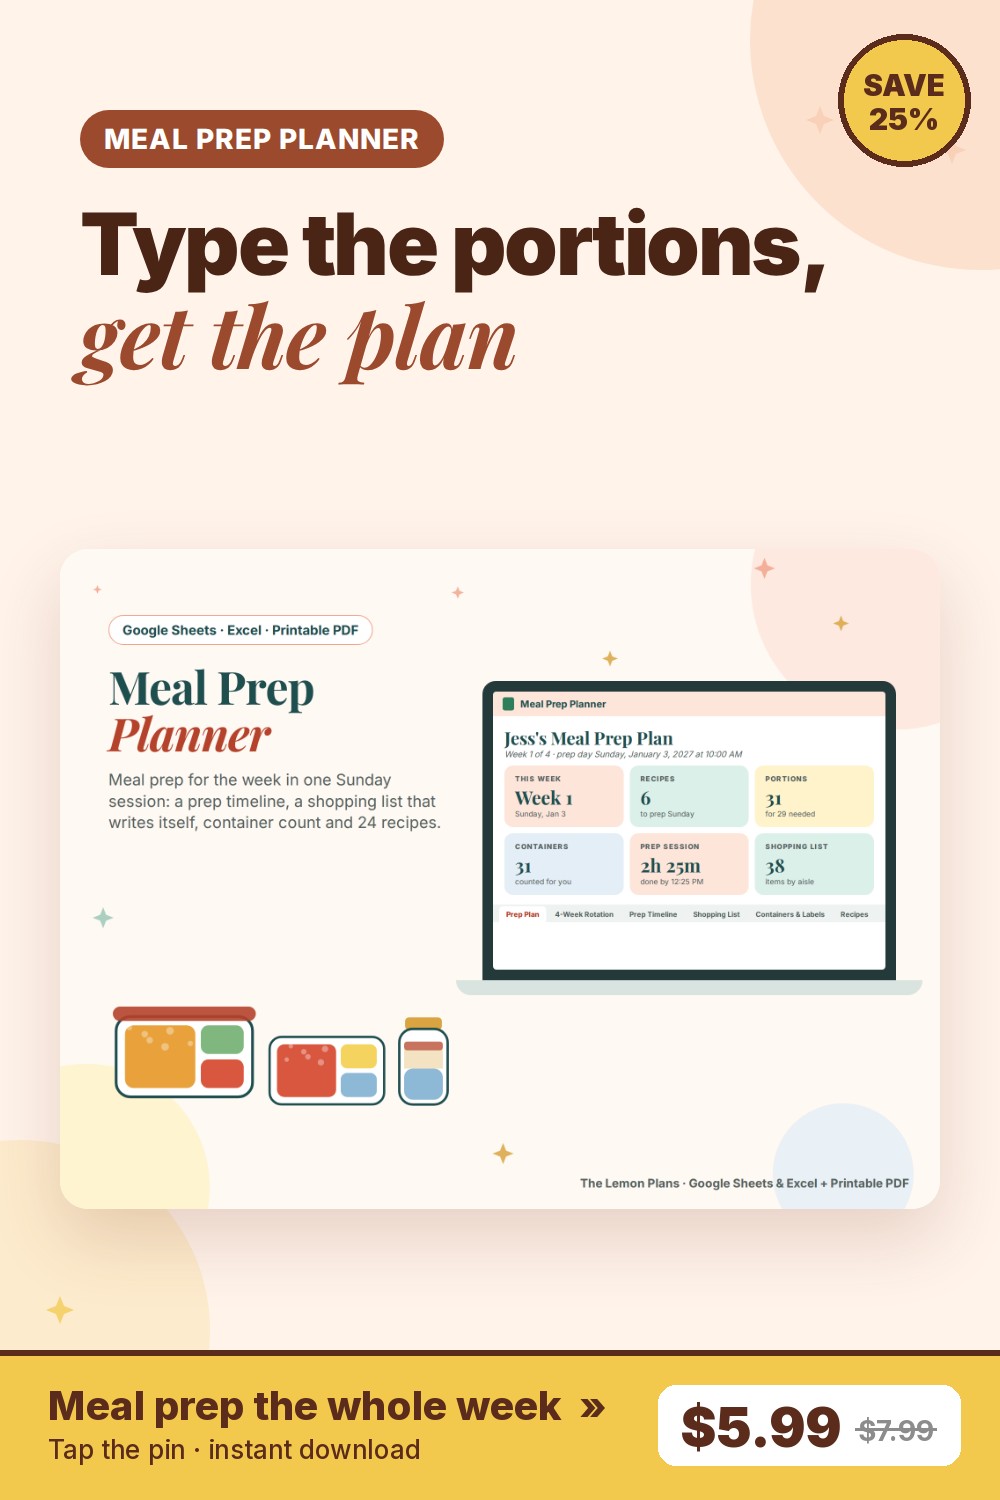 SAVE
25%
MEAL PREP PLANNER
Type the portions,
get the plan
Google Sheets · Excel · Printable PDF
Meal Prep
Planner
Meal prep for the week in one Sunday
session: a prep timeline, a shopping list that
writes itself, container count and 24 recipes.
Meal Prep Planner
Jess's Meal Prep Plan
Week 1 of 4 · prep day Sunday, January 3, 2027 at 10:00 AM
THIS WEEK
Week 1
Sunday, Jan 3
RECIPES
6
to prep Sunday
PORTIONS
31
for 29 needed
CONTAINERS
31
counted for you
PREP SESSION
2h 25m
done by 12:25 PM
SHOPPING LIST
38
items by aisle
Prep Plan 4-Week Rotation Prep Timeline Shopping List Containers & Labels Recipes
The Lemon Plans · Google Sheets & Excel + Printable PDF
Meal prep the whole week »
Tap the pin · instant download
$5.99 $7.99